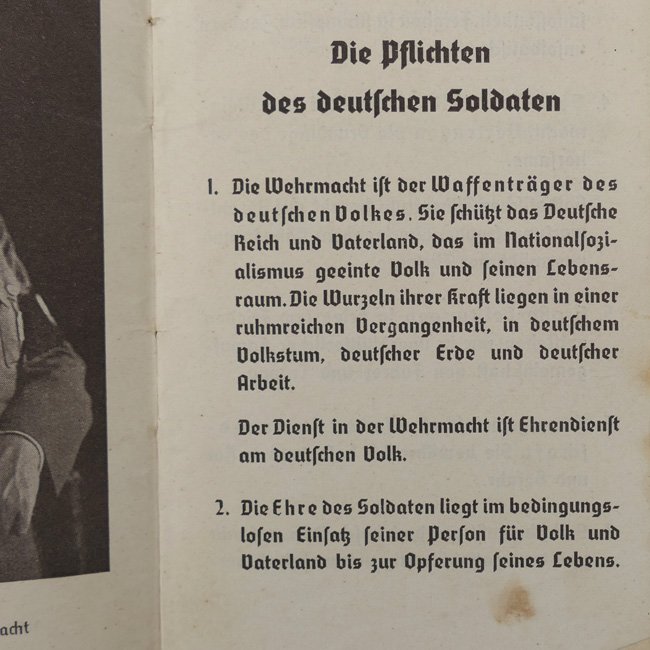 Die Pflichten
des deutschen Soldaten
1. Die Wehrmacht ist der Waffenträger des
deutschen Volkes. Sie schützt das Deutsche
Reich und Vaterland, das im Nationalsozi-
alismus geeinte Volk und seinen Lebens-
raum. Die Wurzeln ihrer Kraft liegen in einer
ruhmreichen Vergangenheit, in deutschem
Volkstum, deutscher Erde und deutscher
Arbeit.
Der Dienst in der Wehrmacht ist Ehrendienst
am deutschen Volk.
2. Die Ehre des Soldaten liegt im bedingungs-
losen Einsatz seiner Person für Volk und
Vaterland bis zur Opferung seines Lebens.
acht